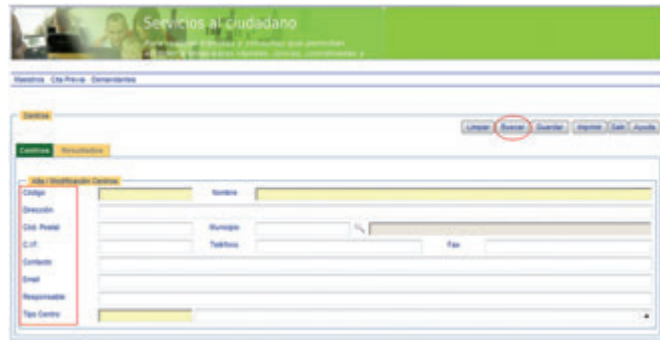 Servicios al ciudadano
Maestros Cita Previa Demandantes
Centros
Limpiar Buscar Guardar Imprimir Salir Ayuda
Centros Resultados
Alta / Modificación Centros
Código Nombre
Dirección
Cód. Postal Municipio
C.I.F. Teléfono Fax
Contacto
Email
Responsable
Tipo Centro